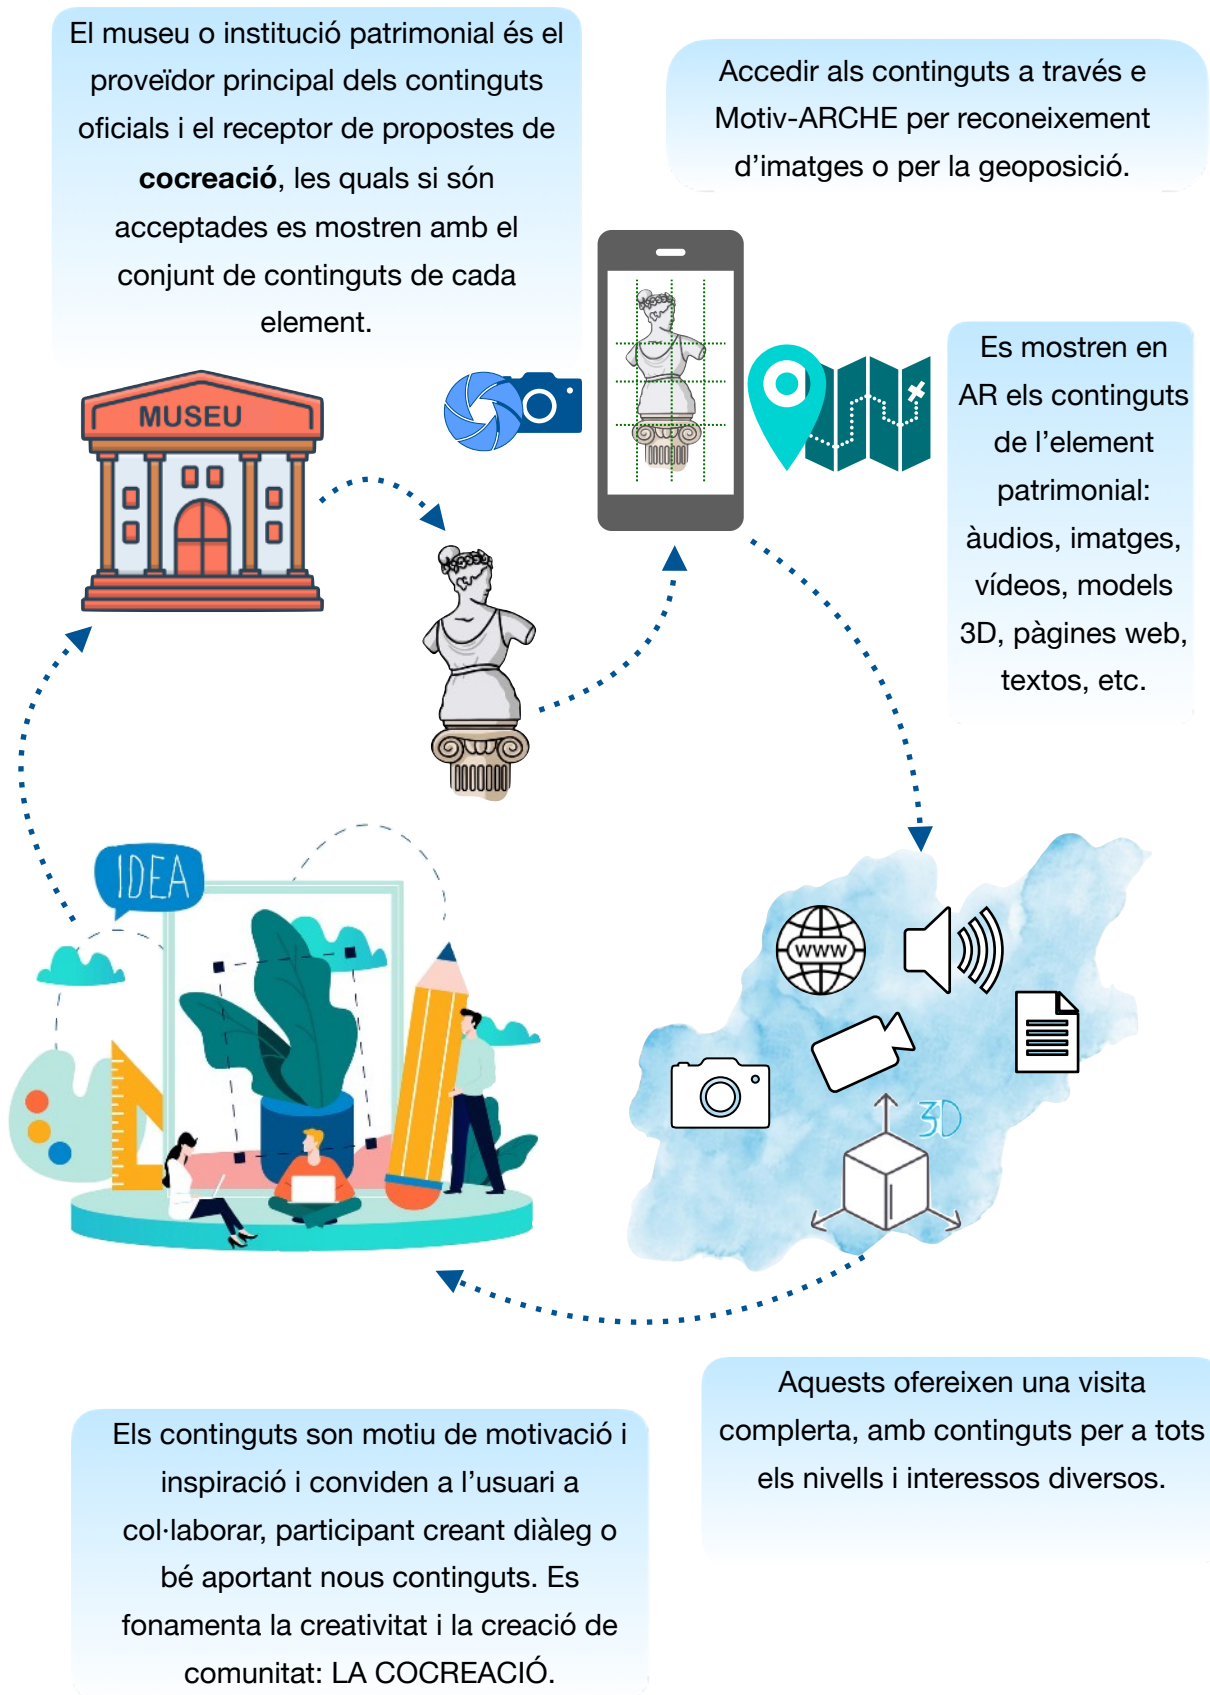 El museu o institució patrimonial és el
proveïdor principal dels continguts
oficials i el receptor de propostes de
cocreació, les quals si són
acceptades es mostren amb el
conjunt de continguts de cada
element.
Accedir als continguts a través e
Motiv-ARCHE per reconeixement
d’imatges o per la geoposició.
MUSEU
Es mostren en
AR els continguts
de l’element
patrimonial:
àudios, imatges,
vídeos, models
3D, pàgines web,
textos, etc.
IDEA
www
3D
Aquests ofereixen una visita
complerta, amb continguts per a tots
els nivells i interessos diversos.
Els continguts son motiu de motivació i
inspiració i conviden a l’usuari a
col·laborar, participant creant diàleg o
bé aportant nous continguts. Es
fonamenta la creativitat i la creació de
comunitat: LA COCREACIÓ.